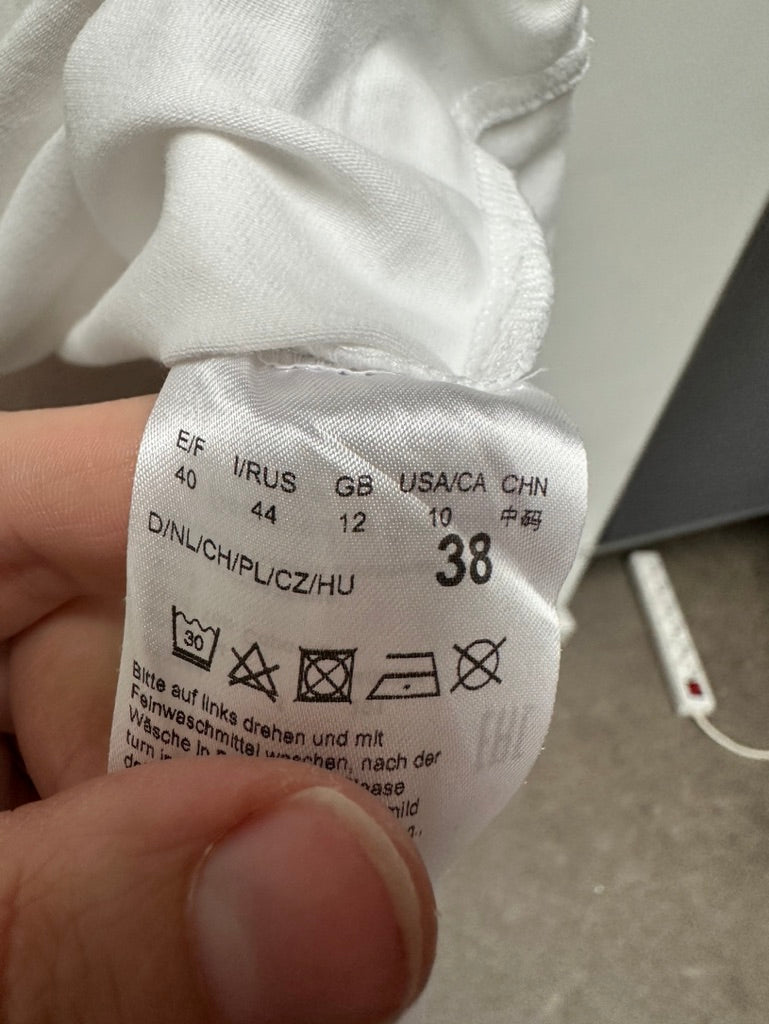 E/F I/RUS GB USA/CA CHN
40 44 12 10 中码
D/NL/CH/PL/CZ/HU 38
30
Bitte auf links drehen und mit
Feinwaschmittel waschen, nach der
Wäsche in
turn